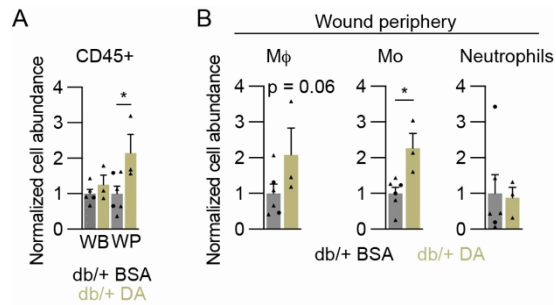 A
CD45+
Normalized cell abundance
4
3
2
1
0
*
WB WP
db/+ BSA
db/+ DA
B
Wound periphery
Mϕ
Mo
Neutrophils
Normalized cell abundance
4
3
2
1
0
p = 0.06
4
3
2
1
0
*
4
3
2
1
0
db/+ BSA
db/+ DA